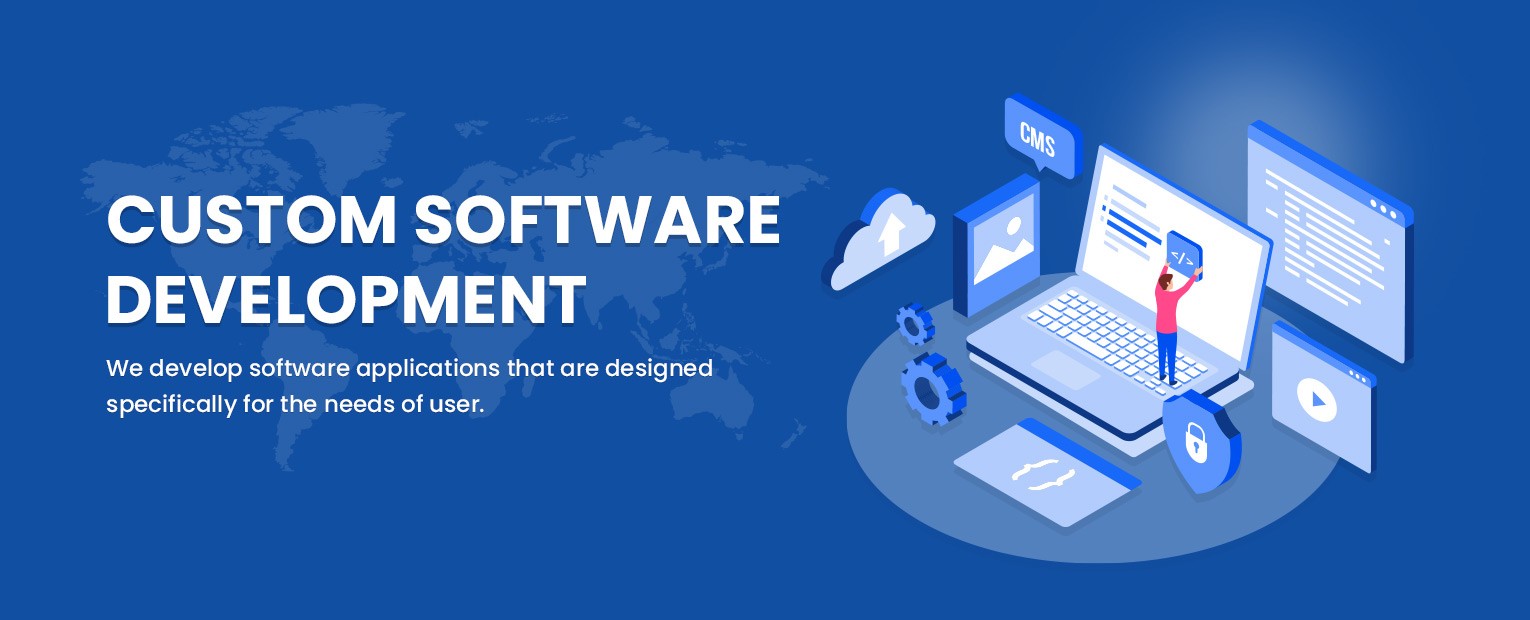 CUSTOM SOFTWARE
DEVELOPMENT
We develop software applications that are designed
specifically for the needs of user.
CMS
</>
{ }